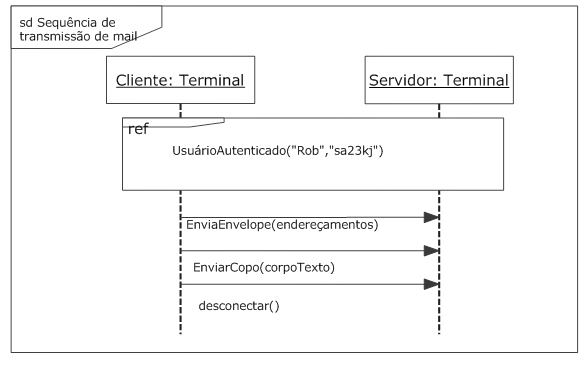 sd Sequência de
transmissão de mail
Cliente: Terminal
Servidor: Terminal
ref
UsuárioAutenticado("Rob","sa23kj")
EnviaEnvelope(endereçamentos)
EnviarCopo(corpoTexto)
desconectar()